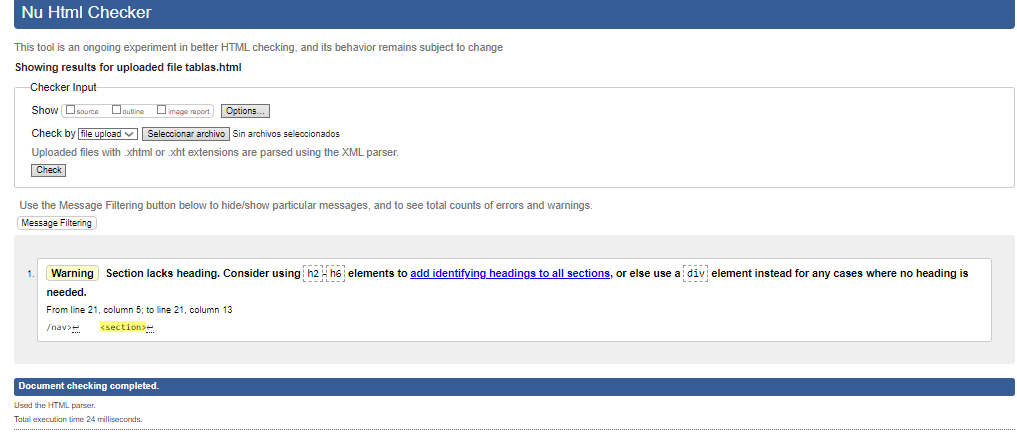 Nu Html Checker
This tool is an ongoing experiment in better HTML checking, and its behavior remains subject to change
Showing results for uploaded file tablas.html
Checker Input
Show source outline image report Options...
Check by file upload Seleccionar archivo Sin archivos seleccionados
Uploaded files with .xhtml or .xht extensions are parsed using the XML parser.
Check
Use the Message Filtering button below to hide/show particular messages, and to see total counts of errors and warnings.
Message Filtering
1. Warning Section lacks heading. Consider using h2-h6 elements to add identifying headings to all sections, or else use a div element instead for any cases where no heading is
needed.
From line 21, column 5; to line 21, column 13
/nav>↩ <section>↩
Document checking completed.
Used the HTML parser.
Total execution time 24 milliseconds.